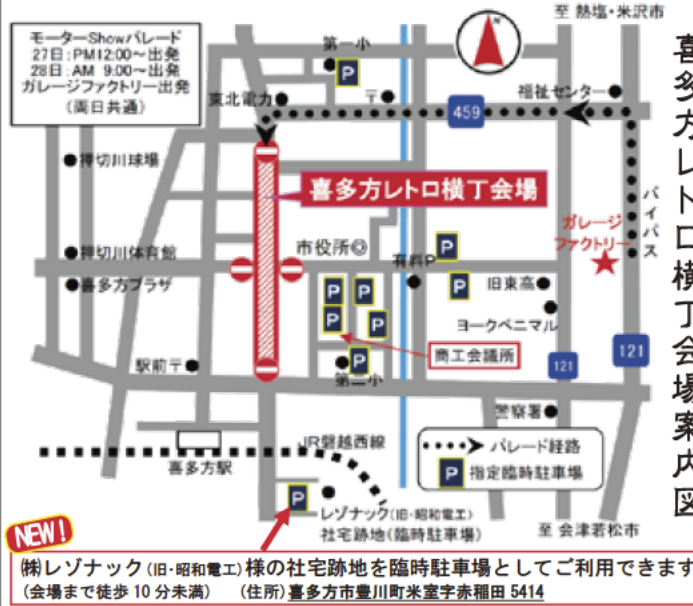 至 熱塩・米沢市
モーターShowパレード
27日:PM12:00～出発
28日:AM 9:00～出発
ガレージファクトリー出発
(両日共通)
喜多方レトロ横丁会場案内図
第一小
P
東北電力
〒
福祉センター
459
押切川球場
喜多方レトロ横丁会場
バイパス
ガレージ
ファクトリー
市役所◎
P
有料P
押切川体育館
喜多方プラザ
P
旧東高
P
P
P
P
ヨークベニマル
商工会議所
121
121
駅前〒
P
第二小
警察署
パレード経路
P 指定臨時駐車場
JR磐越西線
喜多方駅
P
レゾナック(旧・昭和電工)
社宅跡地(臨時駐車場)
至 会津若松市
NEW!
㈱レゾナック(旧・昭和電工)様の社宅跡地を臨時駐車場としてご利用できます
(会場まで徒歩10分未満) (住所)喜多方市豊川町米室字赤稲田 5414